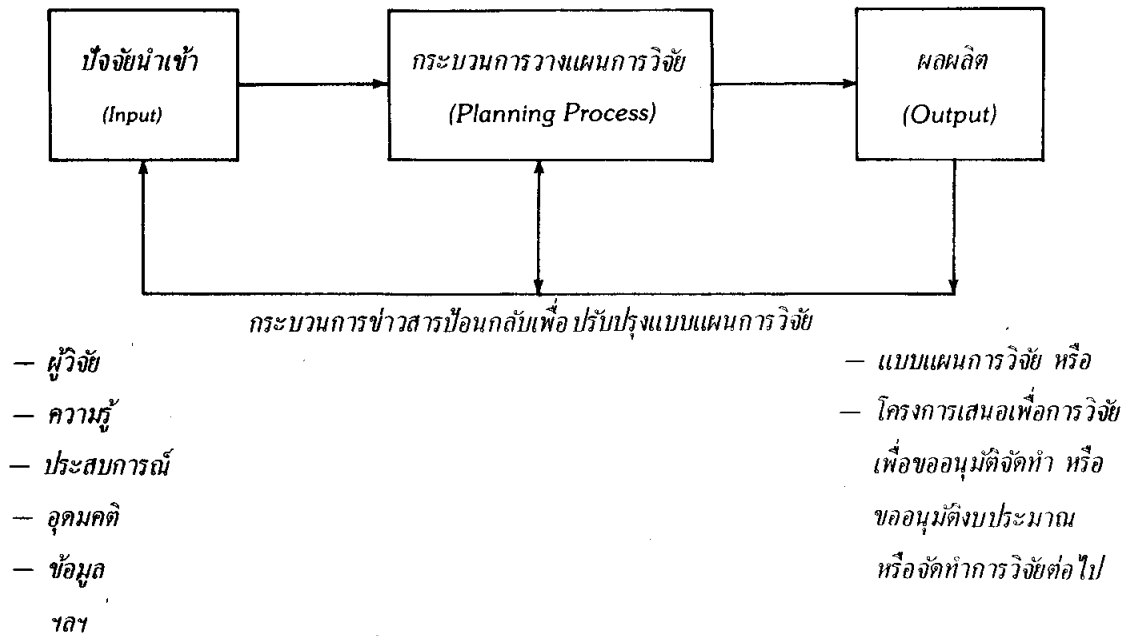 ปัจจัยนำเข้า
(Input)
กระบวนการวางแผนการวิจัย
(Planning Process)
ผลผลิต
(Output)
กระบวนการข่าวสารป้อนกลับเพื่อปรับปรุงแบบแผนการวิจัย
— ผู้วิจัย
— ความรู้
— ประสบการณ์
— อุดมคติ
— ข้อมูล
ฯลฯ
— แบบแผนการวิจัย หรือ
— โครงการเสนอเพื่อการวิจัย
เพื่อขออนุมัติจัดทำ หรือ
ขออนุมัติงบประมาณ
หรือจัดทำการวิจัยต่อไป